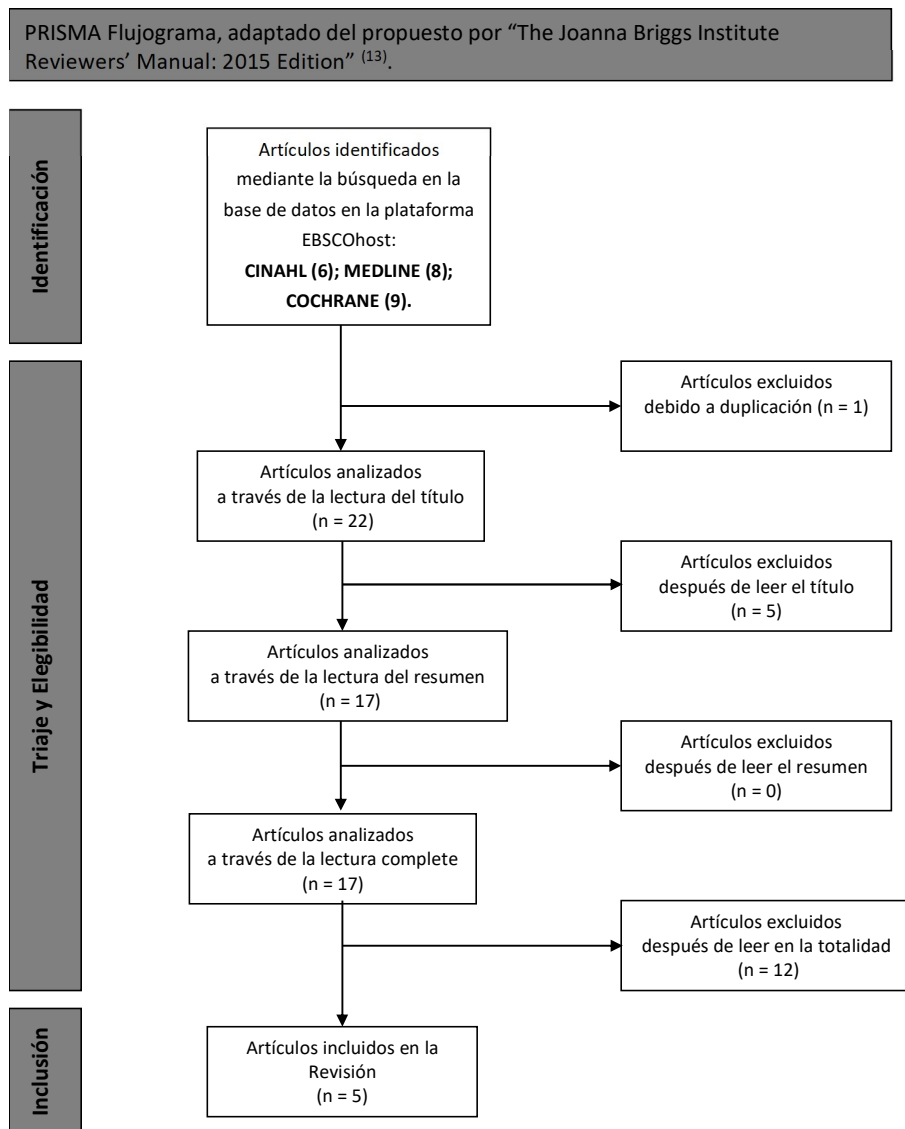 PRISMA Flujograma, adaptado del propuesto por “The Joanna Briggs Institute
Reviewers’ Manual: 2015 Edition” (13).
Identificación
Artículos identificados
mediante la búsqueda en la
base de datos en la plataforma
EBSCOhost:
CINAHL (6); MEDLINE (8);
COCHRANE (9).
Triaje y Elegibilidad
Artículos excluidos
debido a duplicación (n = 1)
Artículos analizados
a través de la lectura del título
(n = 22)
Artículos excluidos
después de leer el título
(n = 5)
Artículos analizados
a través de la lectura del resumen
(n = 17)
Artículos excluidos
después de leer el resumen
(n = 0)
Artículos analizados
a través de la lectura complete
(n = 17)
Artículos excluidos
después de leer en la totalidad
(n = 12)
Inclusión
Artículos incluidos en la
Revisión
(n = 5)